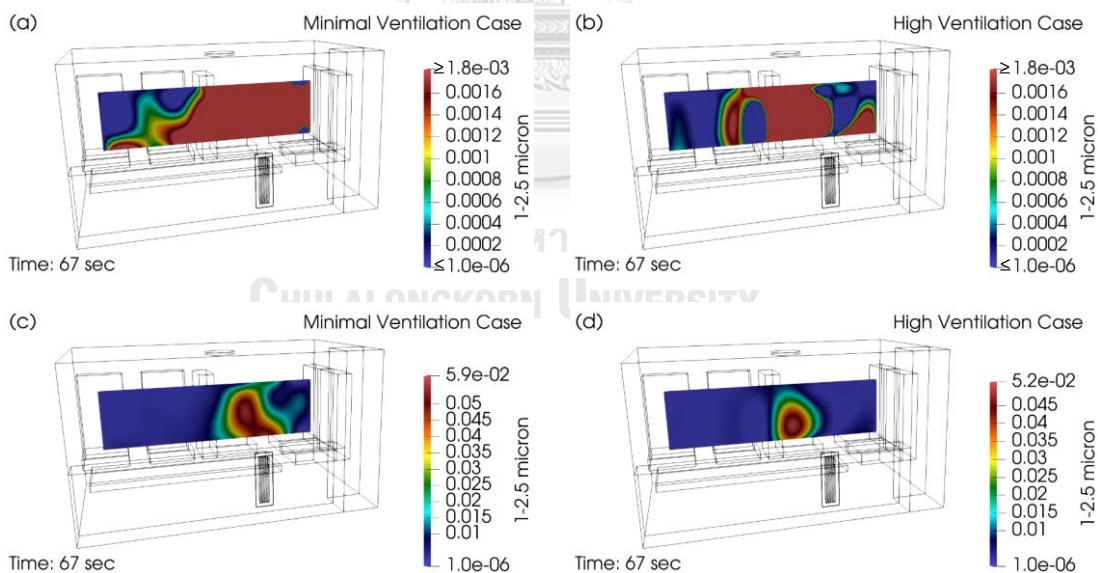 (a) Minimal Ventilation Case
≥ 1.8e-03
0.0016
0.0014
0.0012
0.001
0.0008
0.0006
0.0004
0.0002
≤ 1.0e-06
1-2.5 micron
Time: 67 sec
(b) High Ventilation Case
≥ 1.8e-03
0.0016
0.0014
0.0012
0.001
0.0008
0.0006
0.0004
0.0002
≤ 1.0e-06
1-2.5 micron
Time: 67 sec
CHULALONGKORN UNIVERSITY
(c) Minimal Ventilation Case
5.9e-02
0.05
0.045
0.04
0.035
0.03
0.025
0.02
0.015
0.01
1.0e-06
1-2.5 micron
Time: 67 sec
(d) High Ventilation Case
5.2e-02
0.045
0.04
0.035
0.03
0.025
0.02
0.015
0.01
1.0e-06
1-2.5 micron
Time: 67 sec